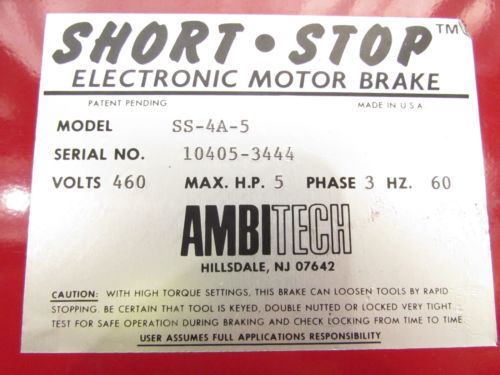 SHORT • STOP™
ELECTRONIC MOTOR BRAKE
PATENT PENDING MADE IN U.S.A.
MODEL SS-4A-5
SERIAL NO. 10405-3444
VOLTS 460 MAX. H.P. 5 PHASE 3 HZ. 60
AMBITECH
HILLSDALE, NJ 07642
CAUTION: WITH HIGH TORQUE SETTINGS, THIS BRAKE CAN LOOSEN TOOLS BY RAPID
STOPPING. BE CERTAIN THAT TOOL IS KEYED, DOUBLE NUTTED OR LOCKED VERY TIGHT.
TEST FOR SAFE OPERATION DURING BRAKING AND CHECK LOCKING FROM TIME TO TIME.
USER ASSUMES FULL APPLICATIONS RESPONSIBILITY